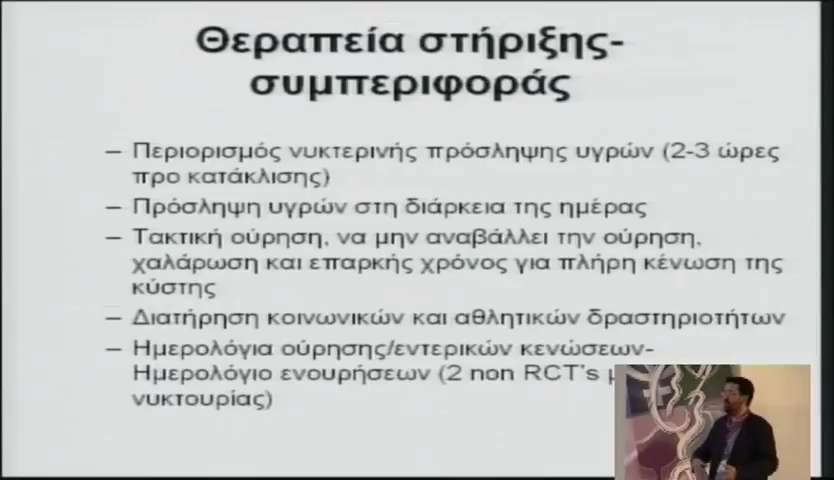 Θεραπεία στήριξης-
συμπεριφοράς
– Περιορισμός νυκτερινής πρόσληψης υγρών (2-3 ώρες
προ κατάκλισης)
– Πρόσληψη υγρών στη διάρκεια της ημέρας
– Τακτική ούρηση, να μην αναβάλλει την ούρηση,
χαλάρωση και επαρκής χρόνος για πλήρη κένωση της
κύστης
– Διατήρηση κοινωνικών και αθλητικών δραστηριοτήτων
– Ημερολόγια ούρησης/εντερικών κενώσεων-
Ημερολόγιο ενουρήσεων (2 non RCT's
νυκτουρίας)